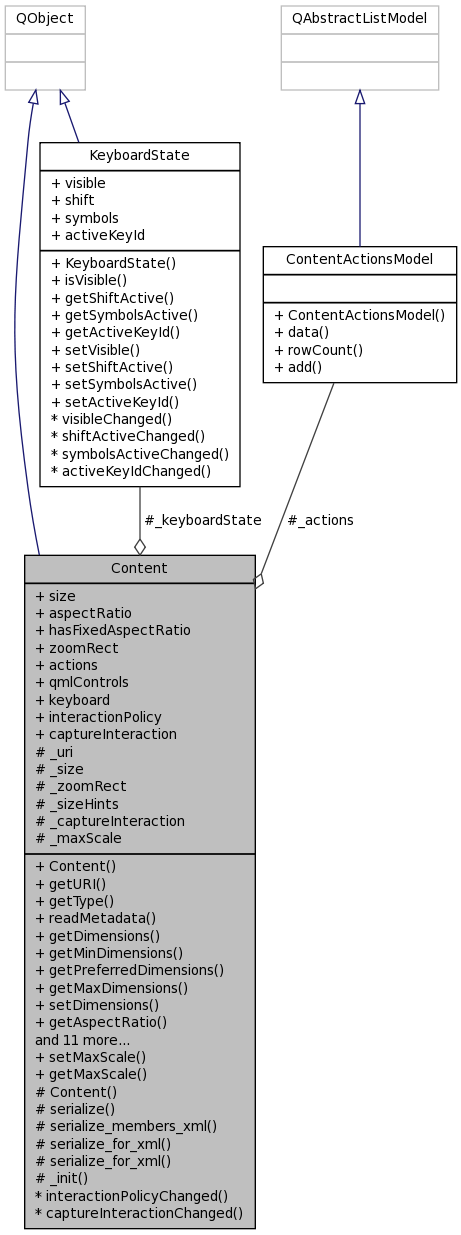 QObject
QAbstractListModel
KeyboardState
+ visible
+ shift
+ symbols
+ activeKeyId
+ KeyboardState()
+ isVisible()
+ getShiftActive()
+ getSymbolsActive()
+ getActiveKeyId()
+ setVisible()
+ setShiftActive()
+ setSymbolsActive()
+ setActiveKeyId()
* visibleChanged()
* shiftActiveChanged()
* symbolsActiveChanged()
* activeKeyIdChanged()
ContentActionsModel
+ ContentActionsModel()
+ data()
+ rowCount()
+ add()
#_keyboardState
#_actions
Content
+ size
+ aspectRatio
+ hasFixedAspectRatio
+ zoomRect
+ actions
+ qmlControls
+ keyboard
+ interactionPolicy
+ captureInteraction
# _uri
# _size
# _zoomRect
# _sizeHints
# _captureInteraction
# _maxScale
+ Content()
+ getURI()
+ getType()
+ readMetadata()
+ getDimensions()
+ getMinDimensions()
+ getPreferredDimensions()
+ getMaxDimensions()
+ setDimensions()
+ getAspectRatio()
and 11 more...
+ setMaxScale()
+ getMaxScale()
# Content()
# serialize()
# serialize_members_xml()
# serialize_for_xml()
# serialize_for_xml()
# _init()
* interactionPolicyChanged()
* captureInteractionChanged()